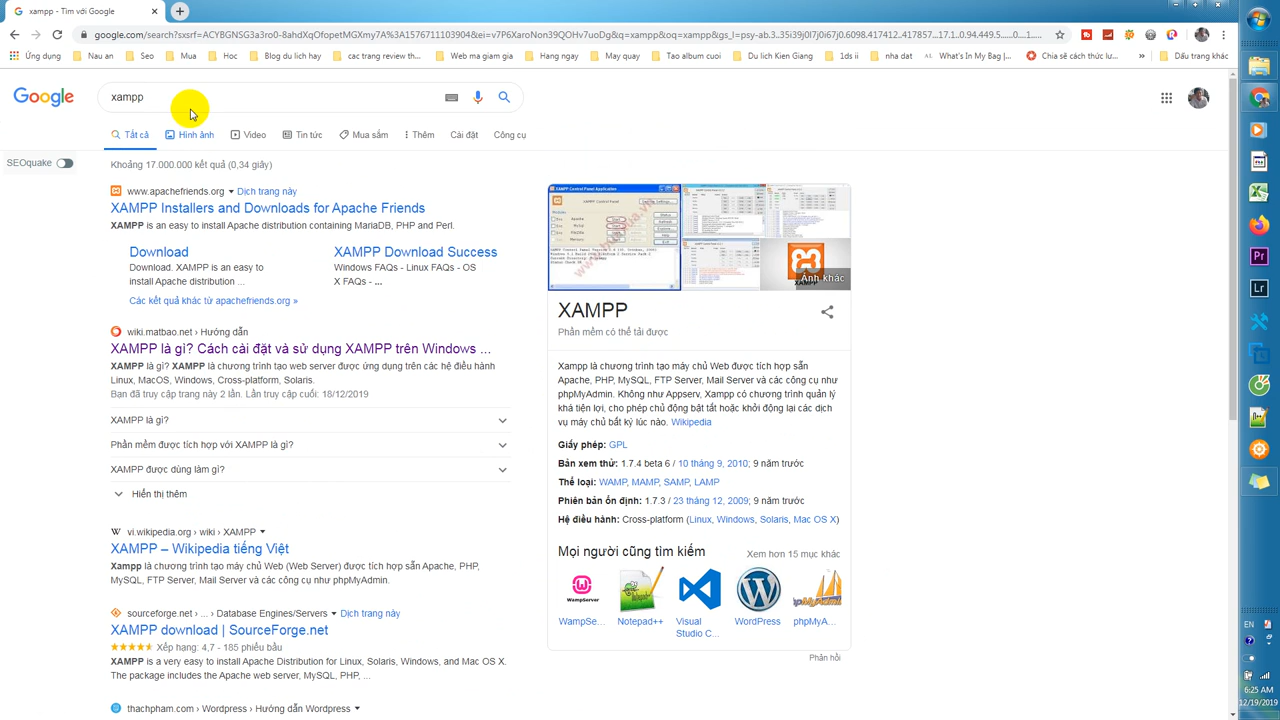 xampp - Tìm với Google
google.com/search?sxsrf=ACYBGNSG3a3ro0-8ahdXqOfopetMGXmy7A%3A1576711103904&ei=vwP6XaroNon39QOHv7uoDg&q=xampp&oq=xampp&gs_l=psy-ab.3..35i39j0l7j0i7j0.6098.417412..417857...17.1..0.94.449.5......0....1...
Ứng dụng
Nau an
Seo
Mua
Hoc
Blog du lich hay
cac trang review th...
Web ma giam gia
Hang ngay
May quay
Tao album cuoi
Du lich Kien Giang
1ds ii
nha dat
What's In My Bag |...
Chia sẽ cách thức lư...
»
Dấu trang khác
Google
xampp
Tất cả
Hình ảnh
Video
Tin tức
Mua sắm
Thêm
Cài đặt
Công cụ
SEOquake
Khoảng 17.000.000 kết quả (0,34 giây)
www.apachefriends.org Dịch trang này
PP Installers and Downloads for Apache Friends
XAMPP is an easy to install Apache distribution containing MariaDB, PHP and Perl.
Download
Download. XAMPP is an easy to
install Apache distribution ...
XAMPP Download Success
Windows FAQs - Linux FAQs - OS
X FAQs - ...
Các kết quả khác từ apachefriends.org »
wiki.matbao.net › Hướng dẫn
XAMPP là gì? Cách cài đặt và sử dụng XAMPP trên Windows ...
XAMPP là gì? XAMPP là chương trình tạo web server được ứng dụng trên các hệ điều hành
Linux, MacOS, Windows, Cross-platform, Solaris.
Bạn đã truy cập trang này 2 lần. Lần truy cập cuối: 18/12/2019
XAMPP là gì?
Phần mềm được tích hợp với XAMPP là gì?
XAMPP được dùng làm gì?
Hiển thị thêm
W vi.wikipedia.org › wiki › XAMPP
XAMPP – Wikipedia tiếng Việt
Xampp là chương trình tạo máy chủ Web (Web Server) được tích hợp sẵn Apache, PHP,
MySQL, FTP Server, Mail Server và các công cụ như phpMyAdmin.
sourceforge.net › ... › Database Engines/Servers Dịch trang này
XAMPP download | SourceForge.net
Xếp hạng: 4,7 - 185 phiếu bầu
XAMPP is a very easy to install Apache Distribution for Linux, Solaris, Windows, and Mac OS X.
The package includes the Apache web server, MySQL, PHP, ...
thachpham.com › Wordpress › Hướng dẫn Wordpress
XAMPP Control Panel Application
Ảnh khác
XAMPP
Phần mềm có thể tải được
Xampp là chương trình tạo máy chủ Web được tích hợp sẵn
Apache, PHP, MySQL, FTP Server, Mail Server và các công cụ như
phpMyAdmin. Không như Appserv, Xampp có chương trình quản lý
khá tiện lợi, cho phép chủ động bật tắt hoặc khởi động lại các dịch
vụ máy chủ bất kỳ lúc nào. Wikipedia
Giấy phép: GPL
Bản xem thử: 1.7.4 beta 6 / 10 tháng 9, 2010; 9 năm trước
Thể loại: WAMP, MAMP, SAMP, LAMP
Phiên bản ổn định: 1.7.3 / 23 tháng 12, 2009; 9 năm trước
Hệ điều hành: Cross-platform (Linux, Windows, Solaris, Mac OS X)
Mọi người cũng tìm kiếm
Xem hơn 15 mục khác
WampServer
WampSe...
Notepad++
Visual
Studio C...
WordPress
phpMyA...
Phản hồi
Pr
Lr
EN
6:25 AM
12/19/2019